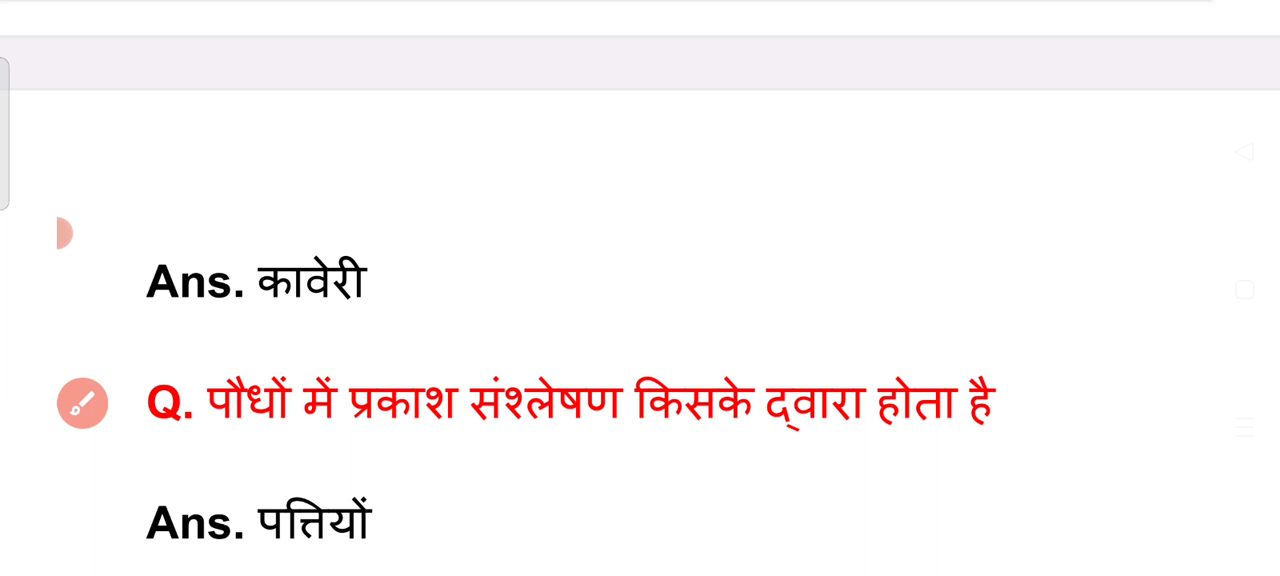 Ans. कावेरी
Q. पौधों में प्रकाश संश्लेषण किसके द्वारा होता है
Ans. पत्तियों